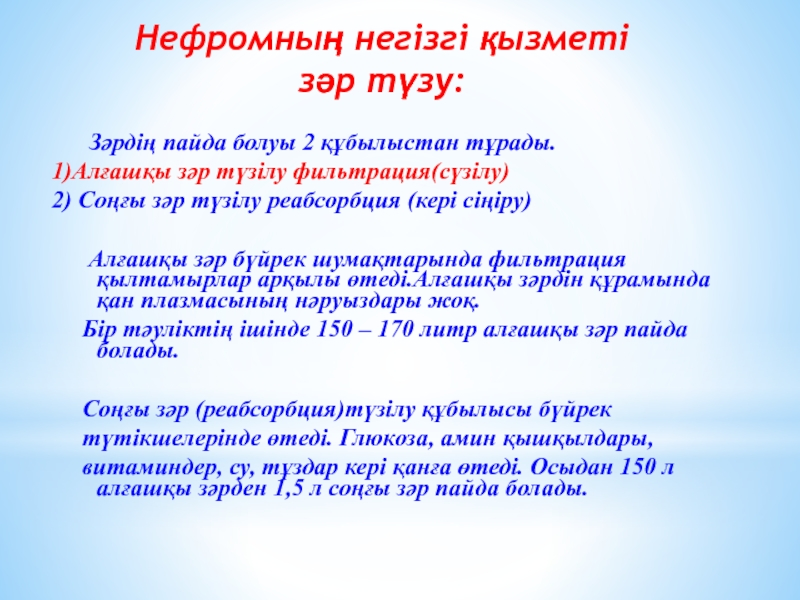 Нефромның негізгі қызметі
зәр түзу:
Зәрдің пайда болуы 2 құбылыстан тұрады.
1)Алғашқы зәр түзілу фильтрация(сүзілу)
2) Соңғы зәр түзілу реабсорбция (кері сіңіру)
Алғашқы зәр бүйрек шумақтарында фильтрация
қылтамырлар арқылы өтеді.Алғашқы зәрдін құрамында
қан плазмасының нәруыздары жоқ.
Бір тәуліктің ішінде 150 – 170 литр алғашқы зәр пайда
болады.
Соңғы зәр (реабсорбция)түзілу құбылысы бүйрек
түтікшелерінде өтеді. Глюкоза, амин қышқылдары,
витаминдер, су, тұздар кері қанға өтеді. Осыдан 150 л
алғашқы зәрден 1,5 л соңғы зәр пайда болады.